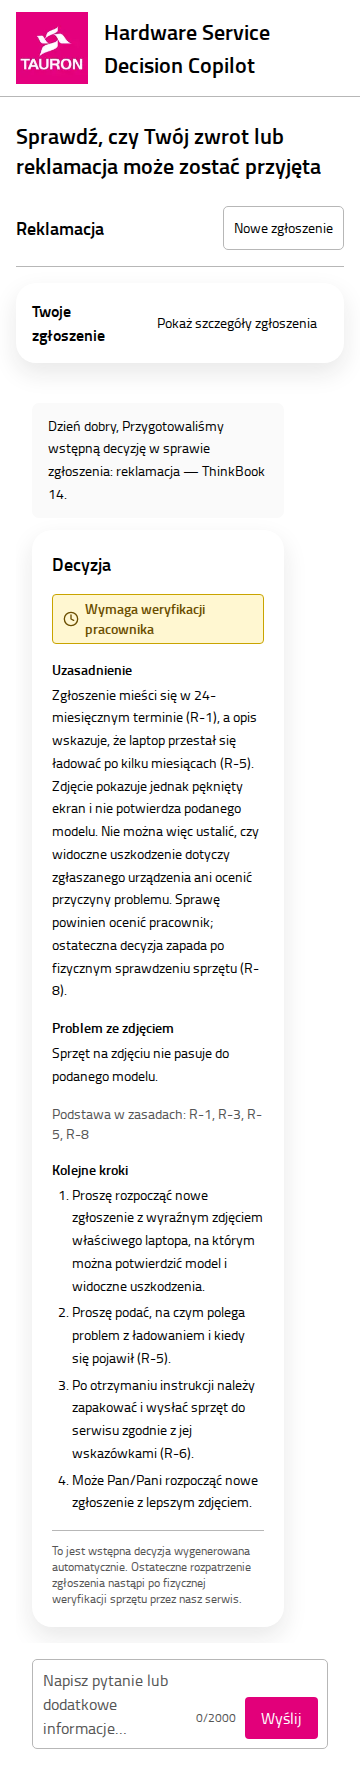 TAURON
Hardware Service
Decision Copilot
Sprawdź, czy Twój zwrot lub
reklamacja może zostać przyjęta
Reklamacja
Nowe zgłoszenie
Twoje
zgłoszenie
Pokaż szczegóły zgłoszenia
Dzień dobry, Przygotowaliśmy
wstępną decyzję w sprawie
zgłoszenia: reklamacja — ThinkBook
14.
Decyzja
Wymaga weryfikacji
pracownika
Uzasadnienie
Zgłoszenie mieści się w 24-
miesięcznym terminie (R-1), a opis
wskazuje, że laptop przestał się
ładować po kilku miesiącach (R-5).
Zdjęcie pokazuje jednak pęknięty
ekran i nie potwierdza podanego
modelu. Nie można więc ustalić, czy
widoczne uszkodzenie dotyczy
zgłaszanego urządzenia ani ocenić
przyczyny problemu. Sprawę
powinien ocenić pracownik;
ostateczna decyzja zapada po
fizycznym sprawdzeniu sprzętu (R-
8).
Problem ze zdjęciem
Sprzęt na zdjęciu nie pasuje do
podanego modelu.
Podstawa w zasadach: R-1, R-3, R-
5, R-8
Kolejne kroki
1. Proszę rozpocząć nowe
zgłoszenie z wyraźnym zdjęciem
właściwego laptopa, na którym
można potwierdzić model i
widoczne uszkodzenia.
2. Proszę podać, na czym polega
problem z ładowaniem i kiedy
się pojawił (R-5).
3. Po otrzymaniu instrukcji należy
zapakować i wysłać sprzęt do
serwisu zgodnie z jej
wskazówkami (R-6).
4. Może Pan/Pani rozpocząć nowe
zgłoszenie z lepszym zdjęciem.
To jest wstępna decyzja wygenerowana
automatycznie. Ostateczne rozpatrzenie
zgłoszenia nastąpi po fizycznej
weryfikacji sprzętu przez nasz serwis.
Napisz pytanie lub
dodatkowe
informacje…
0/2000
Wyślij